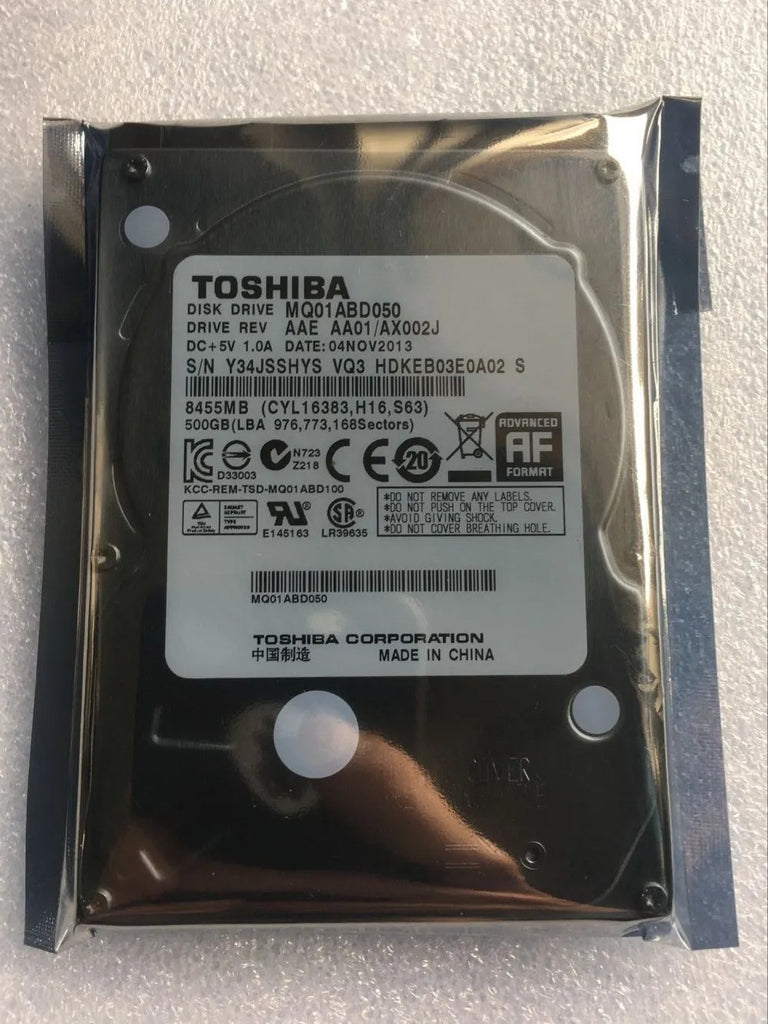 TOSHIBA
DISK DRIVE MQ01ABD050
DRIVE REV AAE AA01/AX002J
DC+5V 1.0A DATE:04NOV2013
S/N Y34JSSHYS VQ3 HDKEB03E0A02 S
8455MB (CYL16383,H16,S63)
500GB(LBA 976,773,168Sectors)
ADVANCED
AF
FORMAT
D33003
N723
Z218
20
KCC-REM-TSD-MQ01ABD100
E145163
LR39635
*DO NOT REMOVE ANY LABELS.
*DO NOT PUSH ON THE TOP COVER.
*AVOID GIVING SHOCK.
*DO NOT COVER BREATHING HOLE.
MQ01ABD050
TOSHIBA CORPORATION
中国制造 MADE IN CHINA